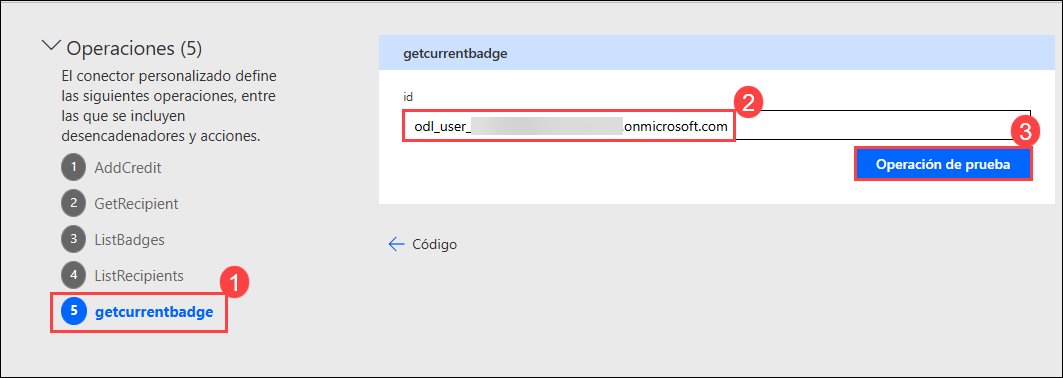 Operaciones (5)
El conector personalizado define
las siguientes operaciones, entre
las que se incluyen
desencadenadores y acciones.
1 AddCredit
2 GetRecipient
3 ListBadges
4 ListRecipients
1
5 getcurrentbadge
getcurrentbadge
id
2
odl_user_ onmicrosoft.com
3
Operación de prueba
Código